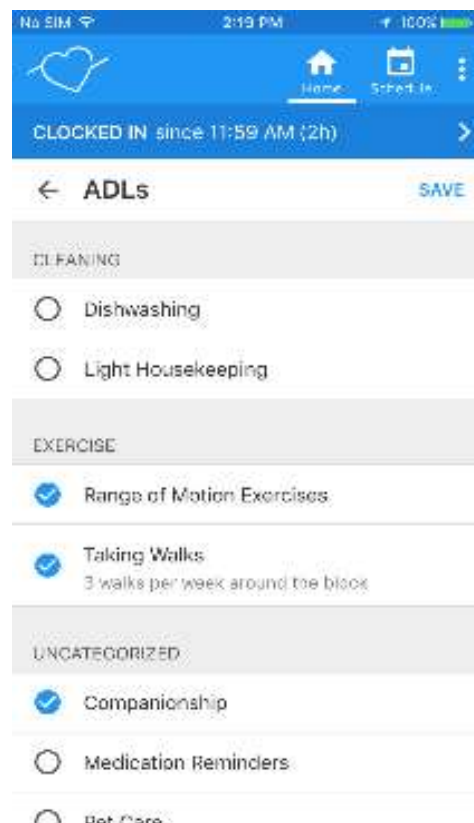 No SIM 2:19 PM 100%
Home Schedule
CLOCKED IN since 11:59 AM (2h)
ADLs SAVE
CLEANING
Dishwashing
Light Housekeeping
EXERCISE
Range of Motion Exercises
Taking Walks
3 walks per week around the block
UNCATEGORIZED
Companionship
Medication Reminders
Pet Care